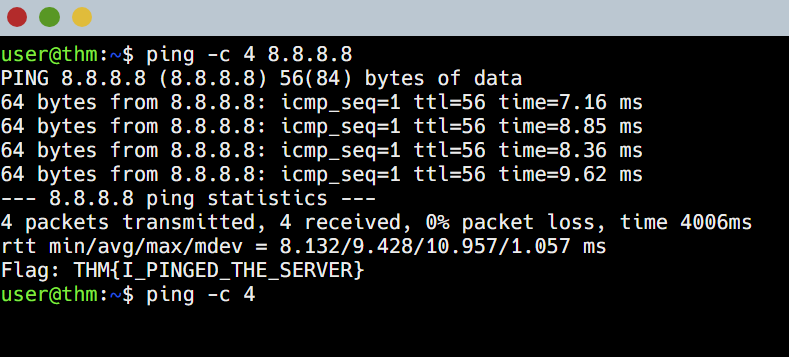 user@thm:~$ ping -c 4 8.8.8.8
PING 8.8.8.8 (8.8.8.8) 56(84) bytes of data
64 bytes from 8.8.8.8: icmp_seq=1 ttl=56 time=7.16 ms
64 bytes from 8.8.8.8: icmp_seq=1 ttl=56 time=8.85 ms
64 bytes from 8.8.8.8: icmp_seq=1 ttl=56 time=8.36 ms
64 bytes from 8.8.8.8: icmp_seq=1 ttl=56 time=9.62 ms
--- 8.8.8.8 ping statistics ---
4 packets transmitted, 4 received, 0% packet loss, time 4006ms
rtt min/avg/max/mdev = 8.132/9.428/10.957/1.057 ms
Flag: THM{I_PINGED_THE_SERVER}
user@thm:~$ ping -c 4